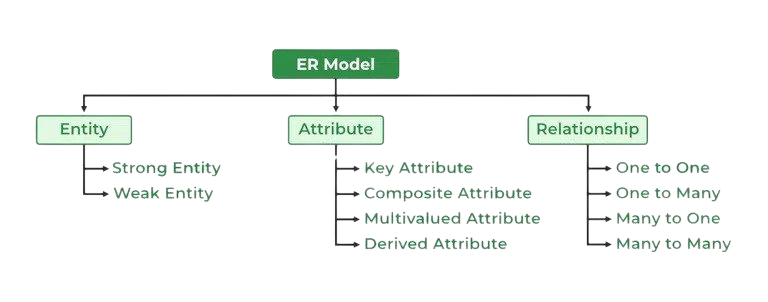 ER Model
Entity
Strong Entity
Weak Entity
Attribute
Key Attribute
Composite Attribute
Multivalued Attribute
Derived Attribute
Relationship
One to One
One to Many
Many to One
Many to Many